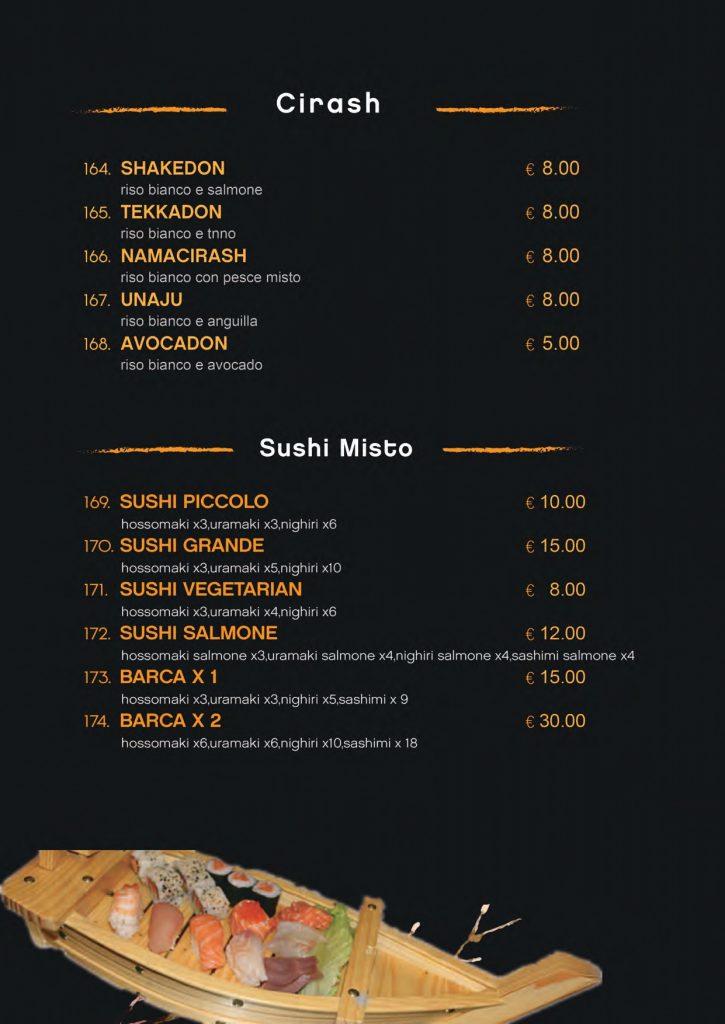 Cirash
164. SHAKEDON € 8.00
riso bianco e salmone
165. TEKKADON € 8.00
riso bianco e tnno
166. NAMACIRASH € 8.00
riso bianco con pesce misto
167. UNAJU € 8.00
riso bianco e anguilla
168. AVOCADON € 5.00
riso bianco e avocado
Sushi Misto
169. SUSHI PICCOLO € 10.00
hossomaki x3,uramaki x3,nighiri x6
170. SUSHI GRANDE € 15.00
hossomaki x3,uramaki x5,nighiri x10
171. SUSHI VEGETARIAN € 8.00
hossomaki x3,uramaki x4,nighiri x6
172. SUSHI SALMONE € 12.00
hossomaki salmone x3,uramaki salmone x4,nighiri salmone x4,sashimi salmone x4
173. BARCA X 1 € 15.00
hossomaki x3,uramaki x3,nighiri x5,sashimi x 9
174. BARCA X 2 € 30.00
hossomaki x6,uramaki x6,nighiri x10,sashimi x 18